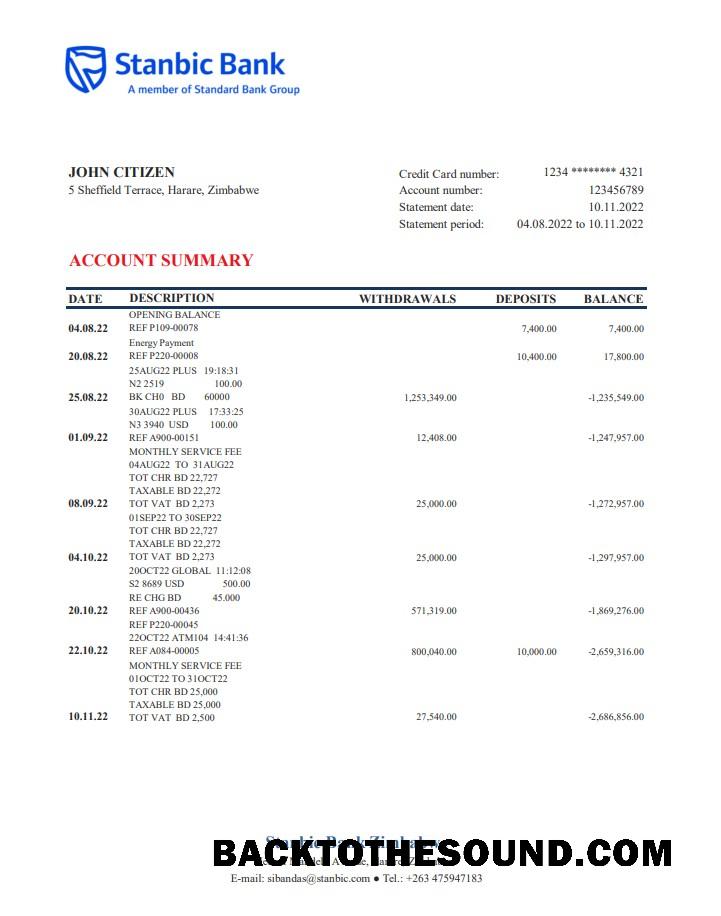 Stanbic Bank
A member of Standard Bank Group
JOHN CITIZEN
5 Sheffield Terrace, Harare, Zimbabwe
Credit Card number: 1234 ******** 4321
Account number: 123456789
Statement date: 10.11.2022
Statement period: 04.08.2022 to 10.11.2022
ACCOUNT SUMMARY
DATE DESCRIPTION WITHDRAWALS DEPOSITS BALANCE
OPENING BALANCE
04.08.22 REF P109-00078 7,400.00 7,400.00
Energy Payment
20.08.22 REF P220-00008 10,400.00 17,800.00
25AUG22 PLUS 19:18:31
N2 2519 100.00
25.08.22 BK CH0 BD 60000 1,253,349.00 -1,235,549.00
30AUG22 PLUS 17:33:25
N3 3940 USD 100.00
01.09.22 REF A900-00151 12,408.00 -1,247,957.00
MONTHLY SERVICE FEE
04AUG22 TO 31AUG22
TOT CHR BD 22,727
TAXABLE BD 22,272
08.09.22 TOT VAT BD 2,273 25,000.00 -1,272,957.00
01SEP22 TO 30SEP22
TOT CHR BD 22,727
TAXABLE BD 22,272
04.10.22 TOT VAT BD 2,273 25,000.00 -1,297,957.00
20OCT22 GLOBAL 11:12:08
S2 8689 USD 500.00
RE CHG BD 45.000
20.10.22 REF A900-00436 571,319.00 -1,869,276.00
REF P220-00045
22OCT22 ATM104 14:41:36
22.10.22 REF A084-00005 800,040.00 10,000.00 -2,659,316.00
MONTHLY SERVICE FEE
01OCT22 TO 31OCT22
TOT CHR BD 25,000
TAXABLE BD 25,000
10.11.22 TOT VAT BD 2,500 27,540.00 -2,686,856.00
Stanbic Bank Zimbabwe
BACKTOTHESOUND.COM
E-mail: sibandas@stanbic.com ● Tel.: +263 475947183